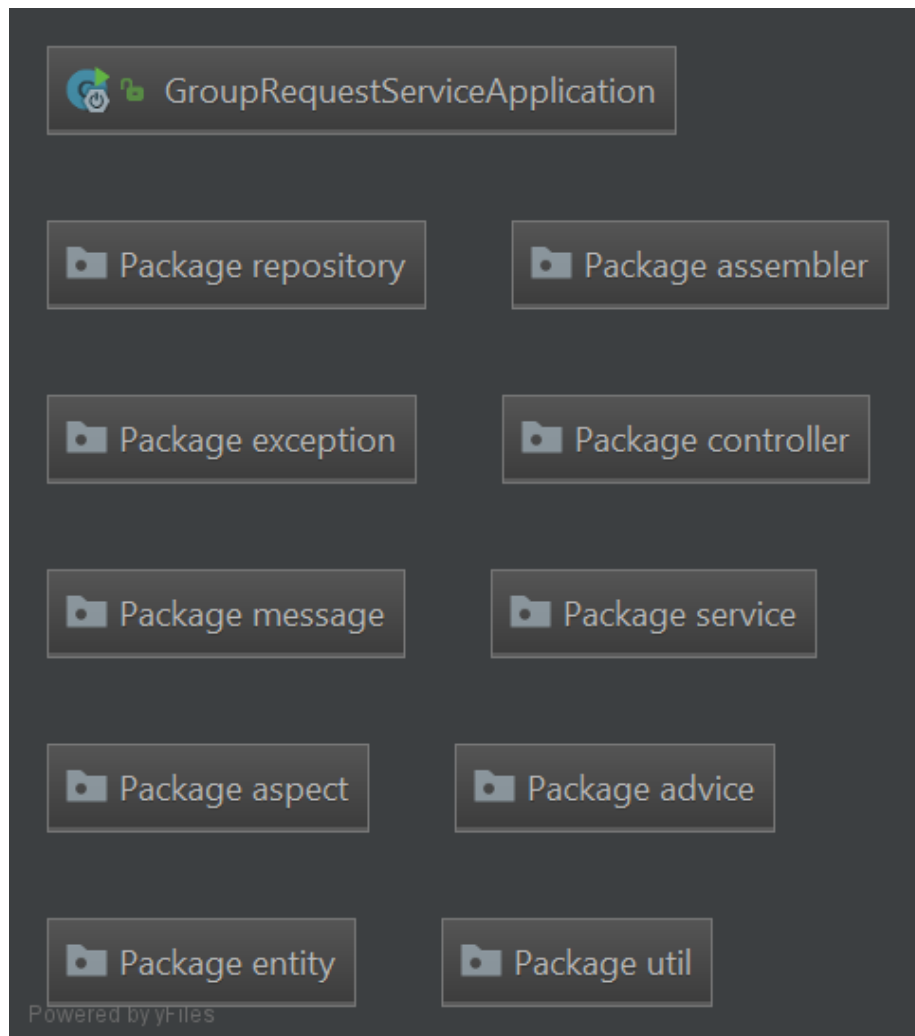 GroupRequestServiceApplication
Package repository
Package assembler
Package exception
Package controller
Package message
Package service
Package aspect
Package advice
Package entity
Package util
Powered by yFiles